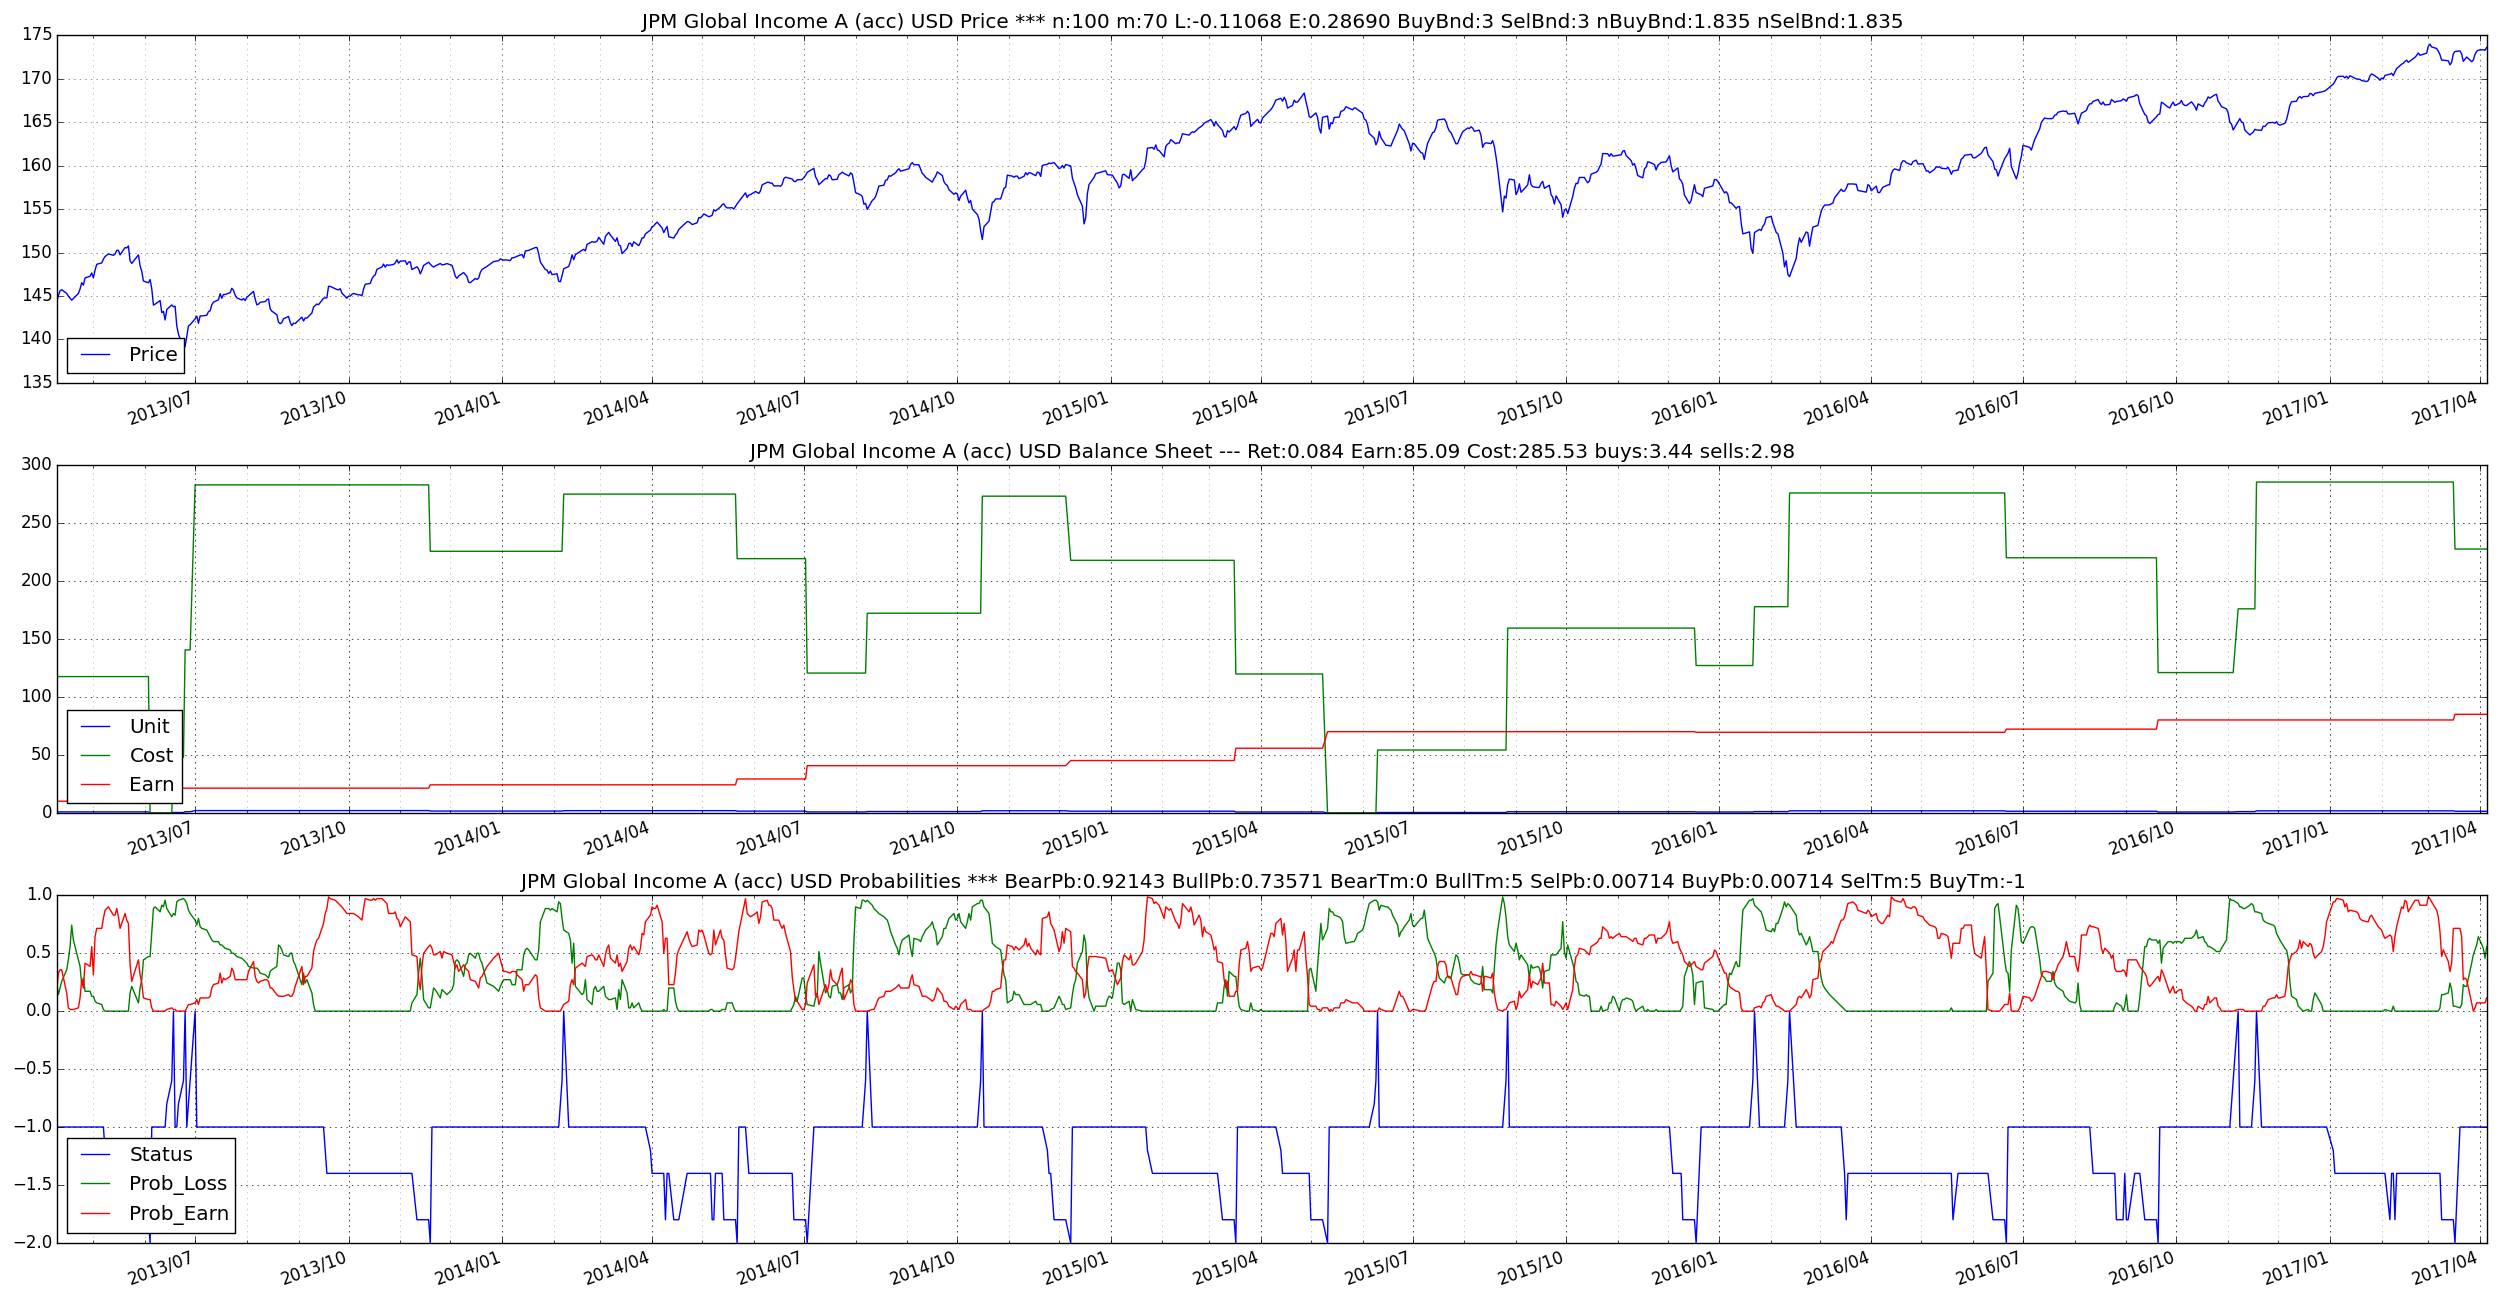 JPM Global Income A (acc) USD Price *** n:100 m:70 L:-0.11068 E:0.28690 BuyBnd:3 SelBnd:3 nBuyBnd:1.835 nSelBnd:1.835
175
170
165
160
155
150
145
140
135
Price
2013/07 2013/10 2014/01 2014/04 2014/07 2014/10 2015/01 2015/04 2015/07 2015/10 2016/01 2016/04 2016/07 2016/10 2017/01 2017/04
JPM Global Income A (acc) USD Balance Sheet --- Ret:0.084 Earn:85.09 Cost:285.53 buys:3.44 sells:2.98
300
250
200
150
100
50
0
Unit
Cost
Earn
2013/07 2013/10 2014/01 2014/04 2014/07 2014/10 2015/01 2015/04 2015/07 2015/10 2016/01 2016/04 2016/07 2016/10 2017/01 2017/04
JPM Global Income A (acc) USD Probabilities *** BearPb:0.92143 BullPb:0.73571 BearTm:0 BullTm:5 SelPb:0.00714 BuyPb:0.00714 SelTm:5 BuyTm:-1
1.0
0.5
0.0
−0.5
−1.0
−1.5
−2.0
Status
Prob_Loss
Prob_Earn
2013/07 2013/10 2014/01 2014/04 2014/07 2014/10 2015/01 2015/04 2015/07 2015/10 2016/01 2016/04 2016/07 2016/10 2017/01 2017/04